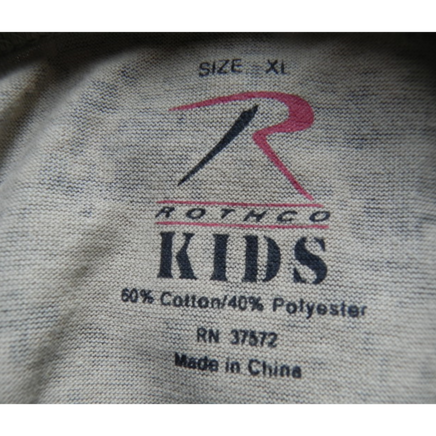 SIZE XL
ROTHCO
KIDS
60% Cotton/40% Polyester
RN 37572
Made in China